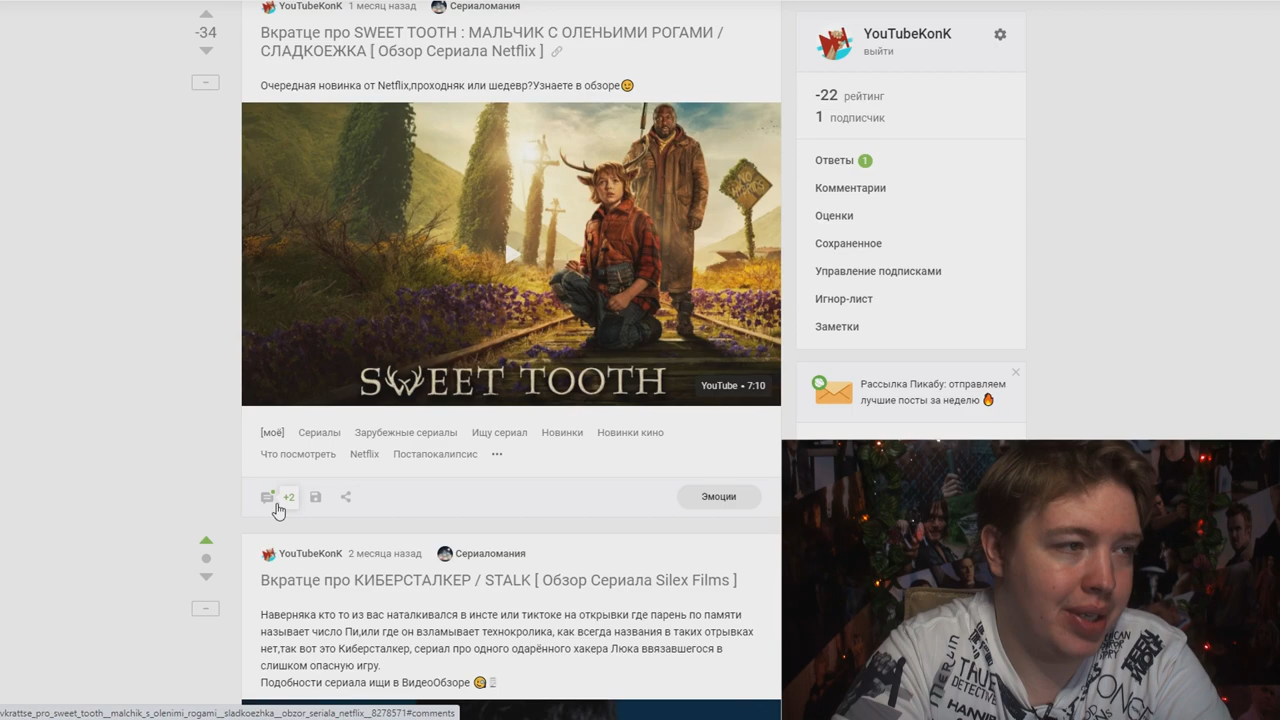 YouTubeKonK 1 месяц назад Сериаломания
-34
Вкратце про SWEET TOOTH : МАЛЬЧИК С ОЛЕНЬИМИ РОГАМИ /
СЛАДКОЕЖКА [ Обзор Сериала Netflix ]
Очередная новинка от Netflix,проходняк или шедевр?Узнаете в обзоре
SWEET TOOTH
YouTube • 7:10
[моё] Сериалы Зарубежные сериалы Ищу сериал Новинки Новинки кино
Что посмотреть Netflix Постапокалипсис •••
+2
Эмоции
YouTubeKonK 2 месяца назад Сериаломания
Вкратце про КИБЕРСТАЛКЕР / STALK [ Обзор Сериала Silex Films ]
Наверняка кто то из вас наталкивался в инсте или тиктоке на открывки где парень по памяти
называет число Пи,или где он взламывает технокролика, как всегда названия в таких отрывках
нет,так вот это Киберсталкер, сериал про одного одарённого хакера Люка ввязавшегося в
слишком опасную игру.
Подобности сериала ищи в ВидеоОбзоре
vkrattse_pro_sweet_tooth__malchik_s_olenimi_rogami__sladkoezhka__obzor_seriala_netflix__8278571#comments
YouTubeKonK
выйти
-22 рейтинг
1 подписчик
Ответы 1
Комментарии
Оценки
Сохраненное
Управление подписками
Игнор-лист
Заметки
Рассылка Пикабу: отправляем
лучшие посты за неделю
TRUE
DETECTIVE